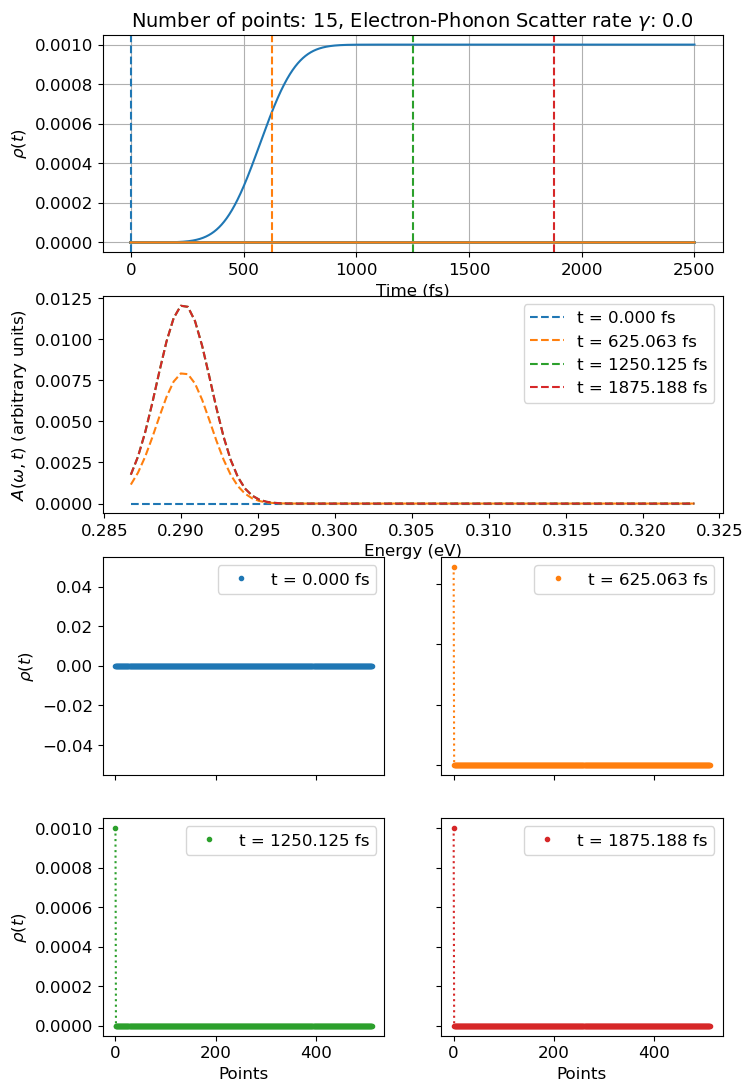 Number of points: 15, Electron-Phonon Scatter rate γ: 0.0
0.0010
0.0008
0.0006
0.0004
0.0002
0.0000
ρ(t)
0 500 1000 1500 2000 2500
Time (fs)
0.0125
0.0100
0.0075
0.0050
0.0025
0.0000
A(ω, t) (arbitrary units)
t = 0.000 fs
t = 625.063 fs
t = 1250.125 fs
t = 1875.188 fs
0.285 0.290 0.295 0.300 0.305 0.310 0.315 0.320 0.325
Energy (eV)
0.04
0.02
0.00
−0.02
−0.04
ρ(t)
t = 0.000 fs
t = 625.063 fs
0.0010
0.0008
0.0006
0.0004
0.0002
0.0000
ρ(t)
t = 1250.125 fs
0 200 400
Points
t = 1875.188 fs
0 200 400
Points